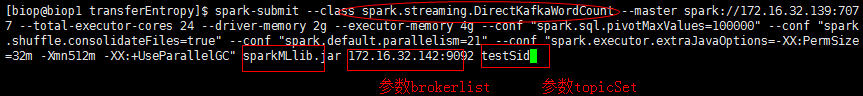 [biop@biop1 transferEntropy]$ spark-submit --class spark.streaming.DirectKafkaWordCount --master spark://172.16.32.139:707
7 --total-executor-cores 24 --driver-memory 2g --executor-memory 4g --conf "spark.sql.pivotMaxValues=100000" --conf "spark
.shuffle.consolidateFiles=true" --conf "spark.default.parallelism=21" --conf "spark.executor.extraJavaOptions=-XX:PermSize
=32m -Xmn512m -XX:+UseParallelGC" sparkMLlib.jar 172.16.32.142:9092 testSid
参数brokerlist 参数topicSet